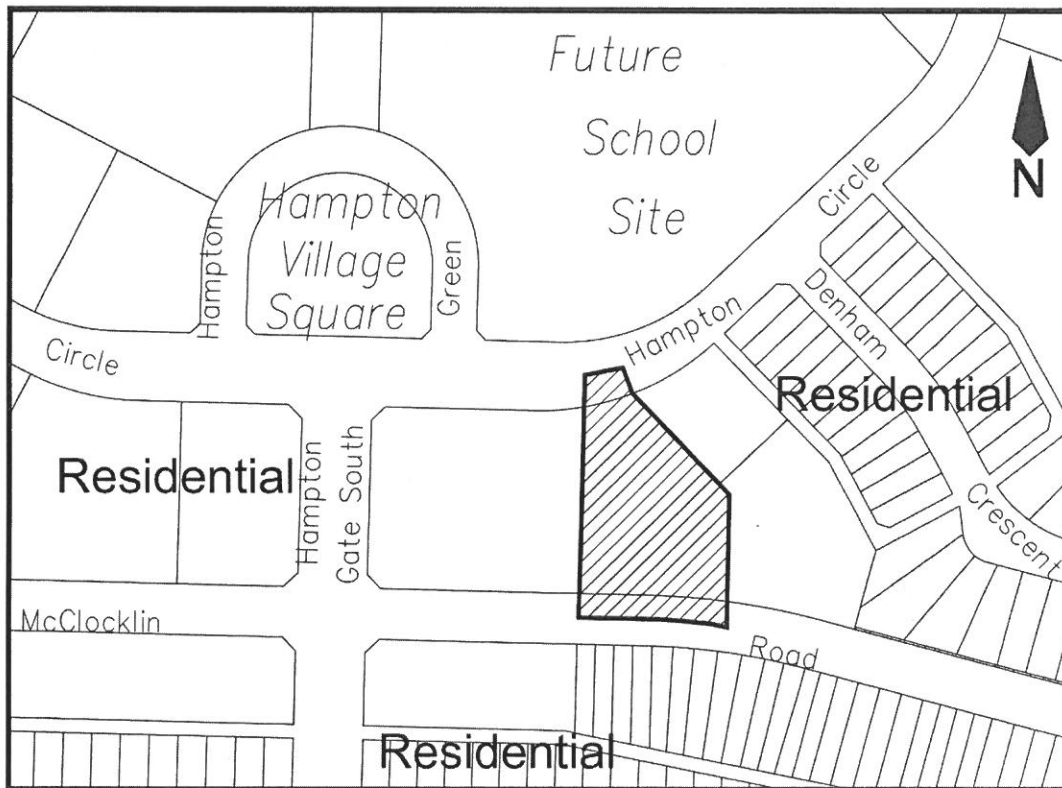 Future
School
Site
N
Circle
Hampton
Hampton
Village
Square
Hampton
Green
Denham
Hampton
Circle
Residential
Residential
Hampton
Gate South
Crescent
McClocklin
Road
Residential